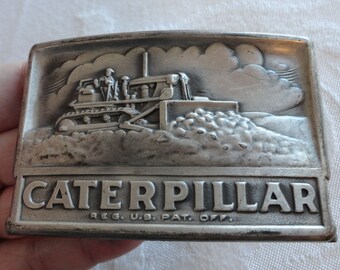 CATERPILLAR
REG. U.S. PAT. OFF.